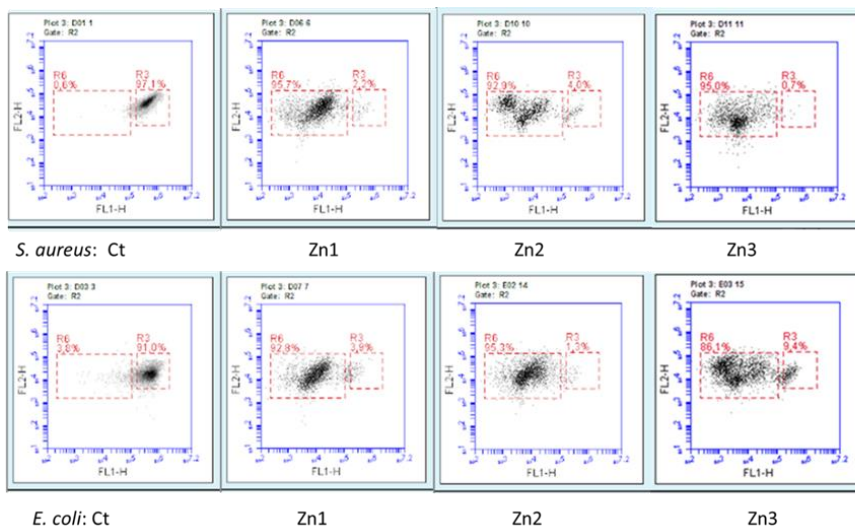 Plot 3: D01 1
Gate: R2
R6
0,6%
R3
97,1%
FL2-H
FL1-H
Plot 3: D06 6
Gate: R2
R6
95,7%
R3
2,3%
FL2-H
FL1-H
Plot 3: D10 10
Gate: R2
R6
92,9%
R3
4,0%
FL2-H
FL1-H
Plot 3: D11 11
Gate: R2
R6
95,0%
R3
0,7%
FL2-H
FL1-H
S. aureus: Ct
Zn1
Zn2
Zn3
Plot 3: D03 3
Gate: R2
R6
3,8%
R3
91,0%
FL2-H
FL1-H
Plot 3: D07 7
Gate: R2
R6
92,8%
R3
3,9%
FL2-H
FL1-H
Plot 3: E02 14
Gate: R2
R6
95,3%
R3
1,3%
FL2-H
FL1-H
Plot 3: E03 15
Gate: R2
R6
86,1%
R3
9,4%
FL2-H
FL1-H
E. coli: Ct
Zn1
Zn2
Zn3